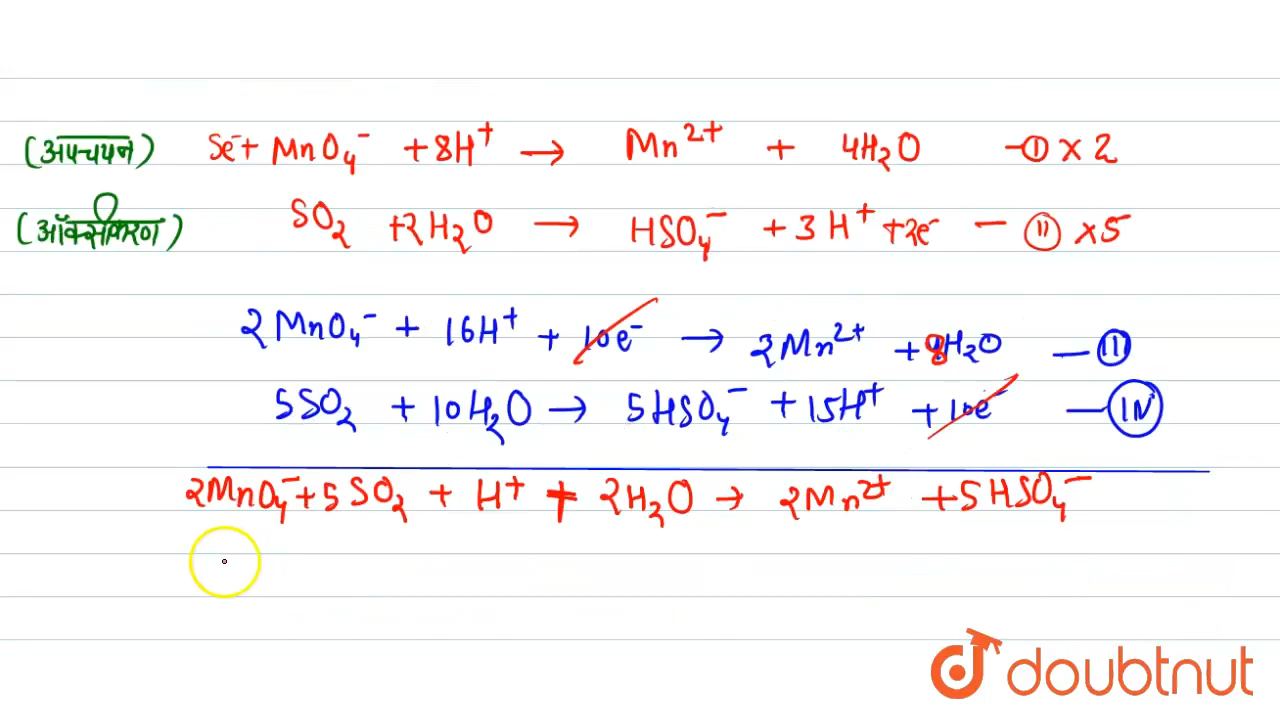 (अपचयन) 5e⁻ + MnO₄⁻ + 8H⁺ → Mn²⁺ + 4H₂O — Ⓘ × 2
(ऑक्सीकरण) SO₂ + 2H₂O → HSO₄⁻ + 3H⁺ + 2e⁻ — Ⓘ​Ⓘ × 5
2MnO₄⁻ + 16H⁺ + 10e⁻ → 2Mn²⁺ + 8H₂O — III
5SO₂ + 10H₂O → 5HSO₄⁻ + 15H⁺ + 10e⁻ — IV
2MnO₄⁻ + 5SO₂ + H⁺ + 2H₂O → 2Mn²⁺ + 5HSO₄⁻
doubtnut